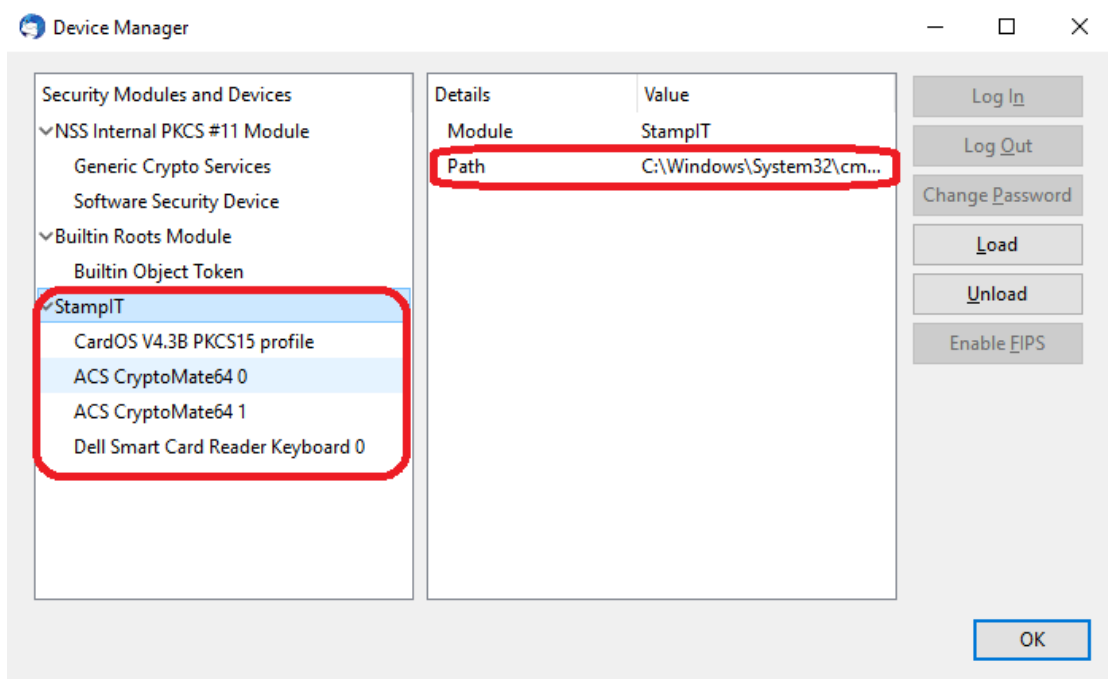 Device Manager
Security Modules and Devices
NSS Internal PKCS #11 Module
Generic Crypto Services
Software Security Device
Builtin Roots Module
Builtin Object Token
StampIT
CardOS V4.3B PKCS15 profile
ACS CryptoMate64 0
ACS CryptoMate64 1
Dell Smart Card Reader Keyboard 0
Details Value
Module StampIT
Path C:\Windows\System32\cm...
Log In
Log Out
Change Password
Load
Unload
Enable FIPS
OK